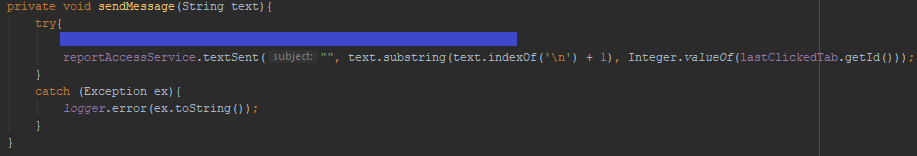 private void sendMessage(String text){
try{
reportAccessService.textSent( subject: "", text.substring(text.indexOf('\n') + 1), Integer.valueOf(lastClickedTab.getId()));
}
catch (Exception ex){
logger.error(ex.toString());
}
}